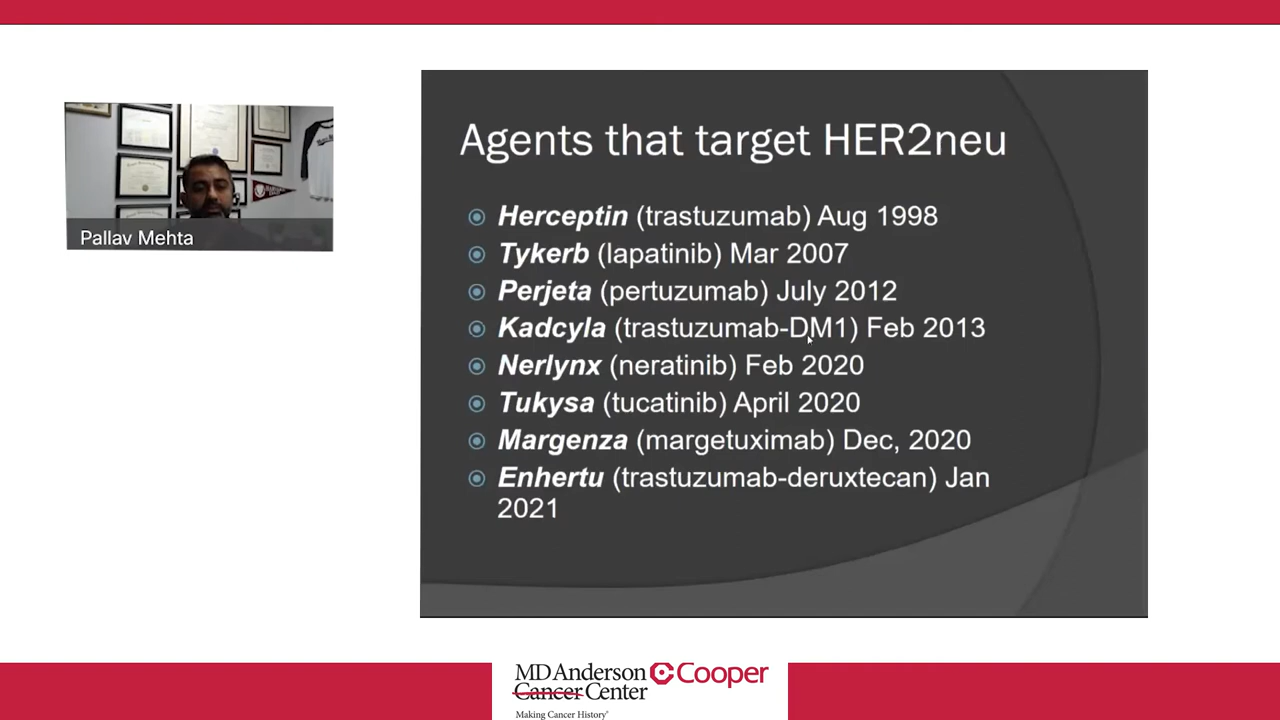 Pallav Mehta
Agents that target HER2neu
Herceptin (trastuzumab) Aug 1998
Tykerb (lapatinib) Mar 2007
Perjeta (pertuzumab) July 2012
Kadcyla (trastuzumab-DM1) Feb 2013
Nerlynx (neratinib) Feb 2020
Tukysa (tucatinib) April 2020
Margenza (margetuximab) Dec, 2020
Enhertu (trastuzumab-deruxtecan) Jan
2021
MD Anderson Cooper
Cancer Center
Making Cancer History®